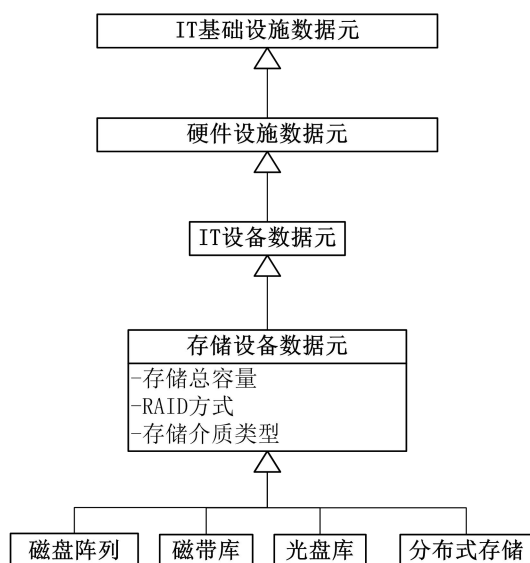 IT基础设施数据元
硬件设施数据元
IT设备数据元
存储设备数据元
-存储总容量
-RAID方式
-存储介质类型
磁盘阵列
磁带库
光盘库
分布式存储